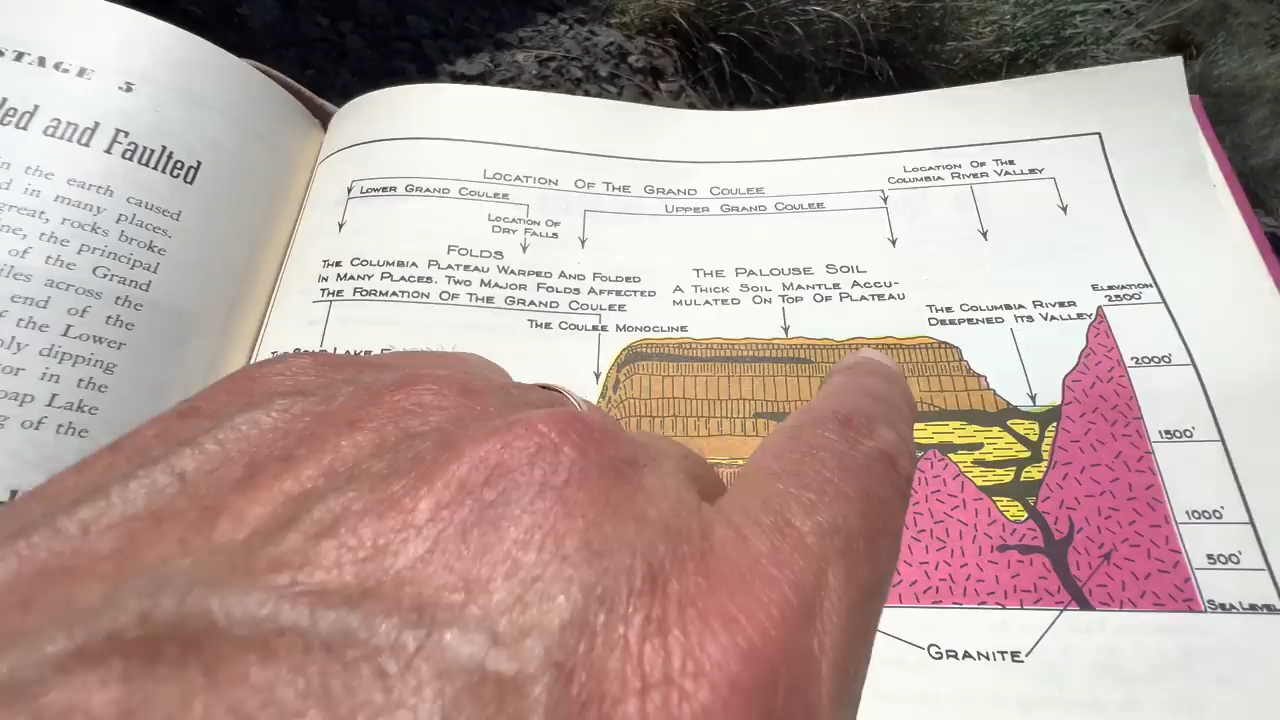 STAGE 5
led and Faulted
in the earth caused
d in many places.
great, rocks broke
ne, the principal
of the Grand
iles across the
end of the
f the Lower
nly dipping
tor in the
oap Lake
g of the
LOCATION OF THE GRAND COULEE
LOWER GRAND COULEE
UPPER GRAND COULEE
LOCATION OF THE
COLUMBIA RIVER VALLEY
LOCATION OF
DRY FALLS
FOLDS
THE COLUMBIA PLATEAU WARPED AND FOLDED
IN MANY PLACES. TWO MAJOR FOLDS AFFECTED
THE FORMATION OF THE GRAND COULEE
THE PALOUSE SOIL
A THICK SOIL MANTLE ACCU-
MULATED ON TOP OF PLATEAU
THE COULEE MONOCLINE
THE COLUMBIA RIVER
DEEPENED ITS VALLEY
LAKE
ELEVATION
2500'
2000'
1500'
1000'
500'
SEA LEVEL
GRANITE